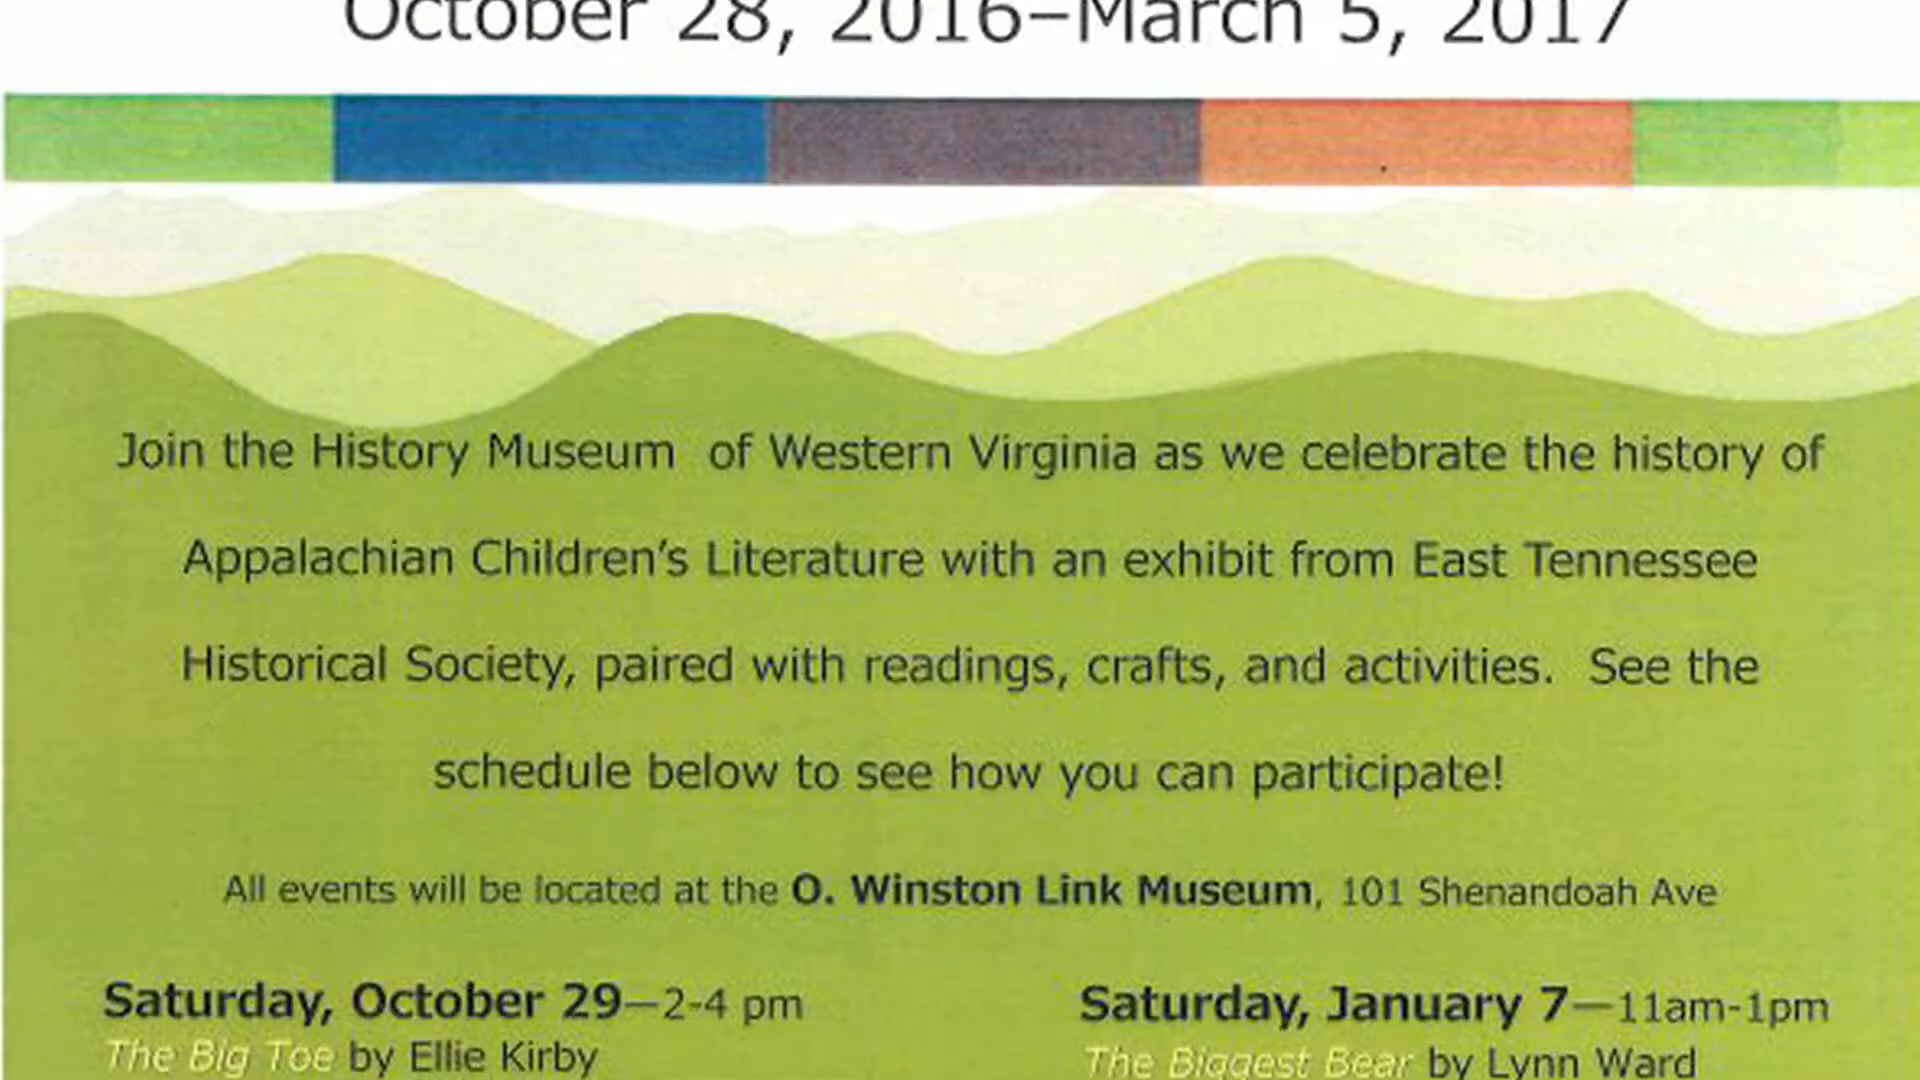 October 28, 2016–March 5, 2017
Join the History Museum of Western Virginia as we celebrate the history of
Appalachian Children's Literature with an exhibit from East Tennessee
Historical Society, paired with readings, crafts, and activities. See the
schedule below to see how you can participate!
All events will be located at the O. Winston Link Museum, 101 Shenandoah Ave
Saturday, October 29—2-4 pm
The Big Toe by Ellie Kirby
Saturday, January 7—11am-1pm
The Biggest Bear by Lynn Ward